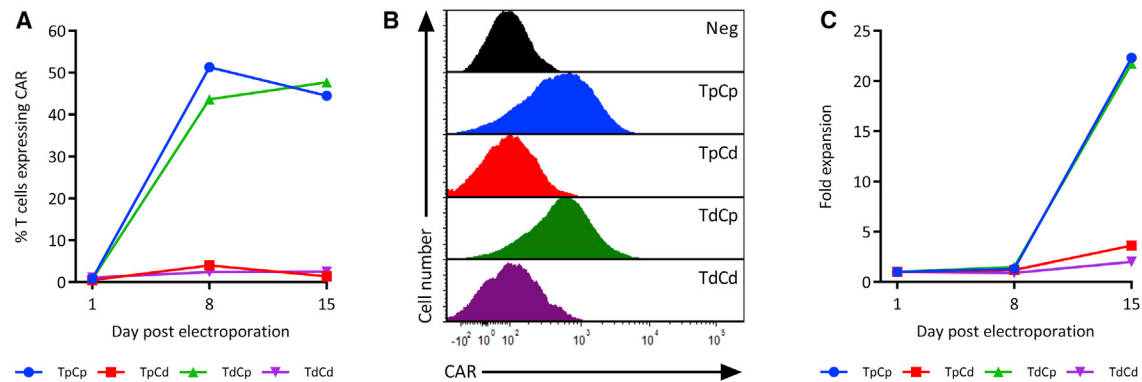 A
% T cells expressing CAR
60
50
40
30
20
10
0
1 8 15
Day post electroporation
TpCp TpCd TdCp TdCd
B
Cell number
Neg
TpCp
TpCd
TdCp
TdCd
-10² 10⁰ 10² 10³ 10⁴ 10⁵
CAR
C
Fold expansion
25
20
15
10
5
0
1 8 15
Day post electroporation
TpCp TpCd TdCp TdCd